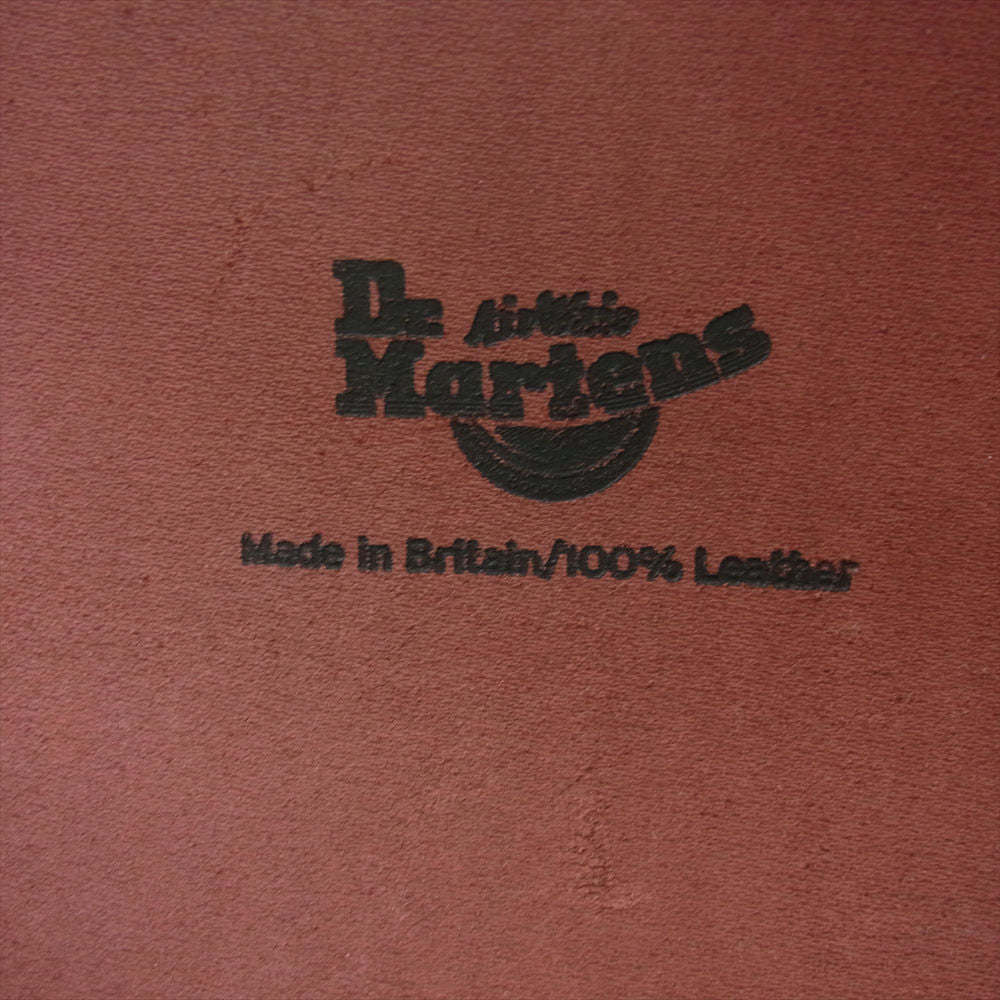 Dr. AirWair
Martens
Made in Britain/100% Leather